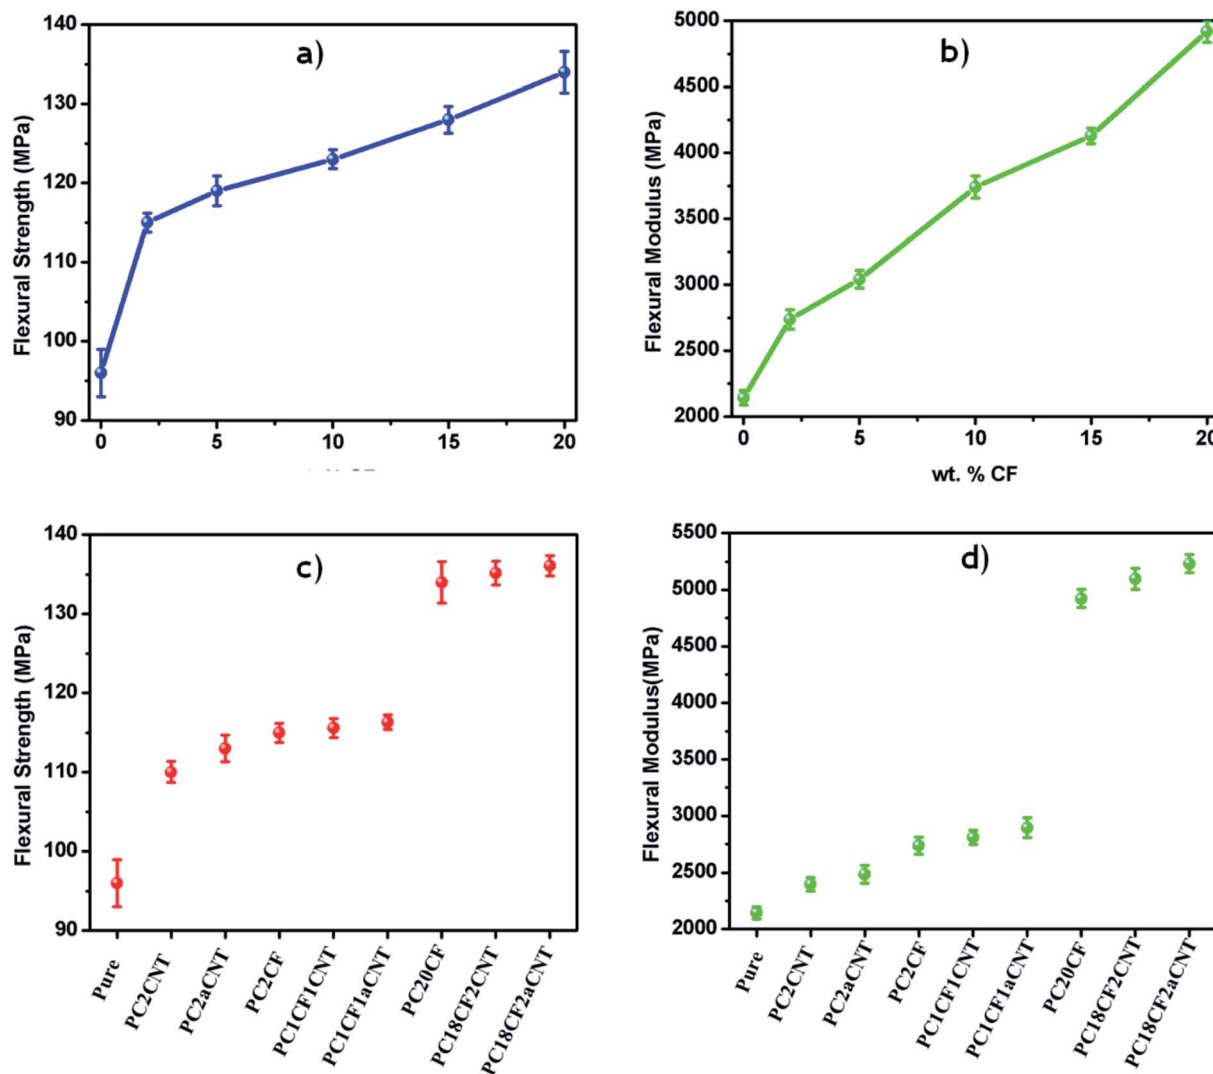 a)
Flexural Strength (MPa)
140
130
120
110
100
90
0 5 10 15 20
b)
Flexural Modulus (MPa)
5000
4500
4000
3500
3000
2500
2000
0 5 10 15 20
wt. % CF
c)
Flexural Strength (MPa)
140
130
120
110
100
90
Pure
PC2CNT
PC2aCNT
PC2CF
PC1CF1CNT
PC1CF1aCNT
PC20CF
PC18CF2CNT
PC18CF2aCNT
d)
Flexural Modulus(MPa)
5500
5000
4500
4000
3500
3000
2500
2000
Pure
PC2CNT
PC2aCNT
PC2CF
PC1CF1CNT
PC1CF1aCNT
PC20CF
PC18CF2CNT
PC18CF2aCNT